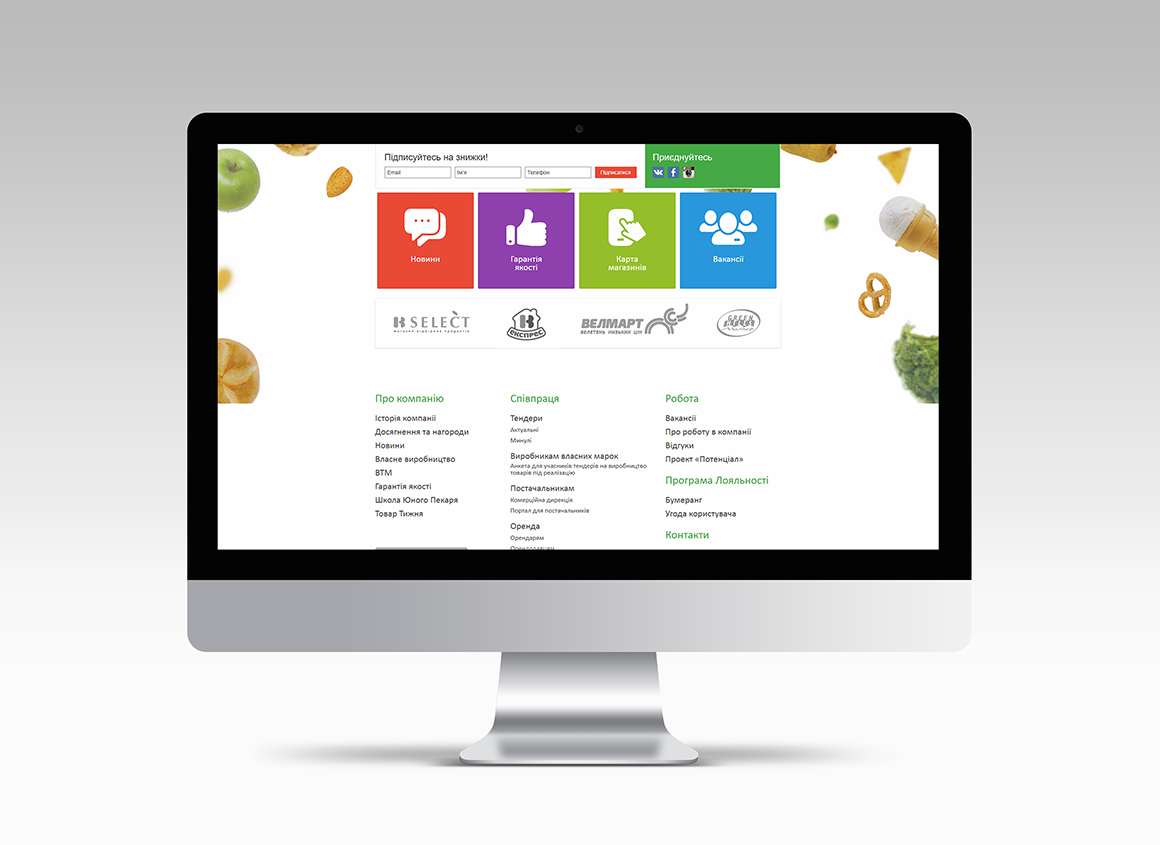 Підписуйтесь на знижки!
Email
Ім'я
Телефон
Підписатися
Приєднуйтесь
Новини
Гарантія
якості
Карта
магазинів
Вакансії
К SELECT
магазин добірних продуктів
К
ЕКСПРЕС
ВЕЛМАРТ
ВЕЛЕТЕНЬ НИЗЬКИХ ЦІН
GREEN
Про компанію
Історія компанії
Досягнення та нагороди
Новини
Власне виробництво
ВТМ
Гарантія якості
Школа Юного Пекаря
Товар Тижня
Співпраця
Тендери
Актуальні
Минулі
Виробникам власних марок
Анкета для учасників тендерів на виробництво
товарів під реалізацію
Постачальникам
Комерційна дирекція
Портал для постачальників
Оренда
Орендарям
Орендодавцям
Робота
Вакансії
Про роботу в компанії
Відгуки
Проект «Потенціал»
Програма Лояльності
Бумеранг
Угода користувача
Контакти